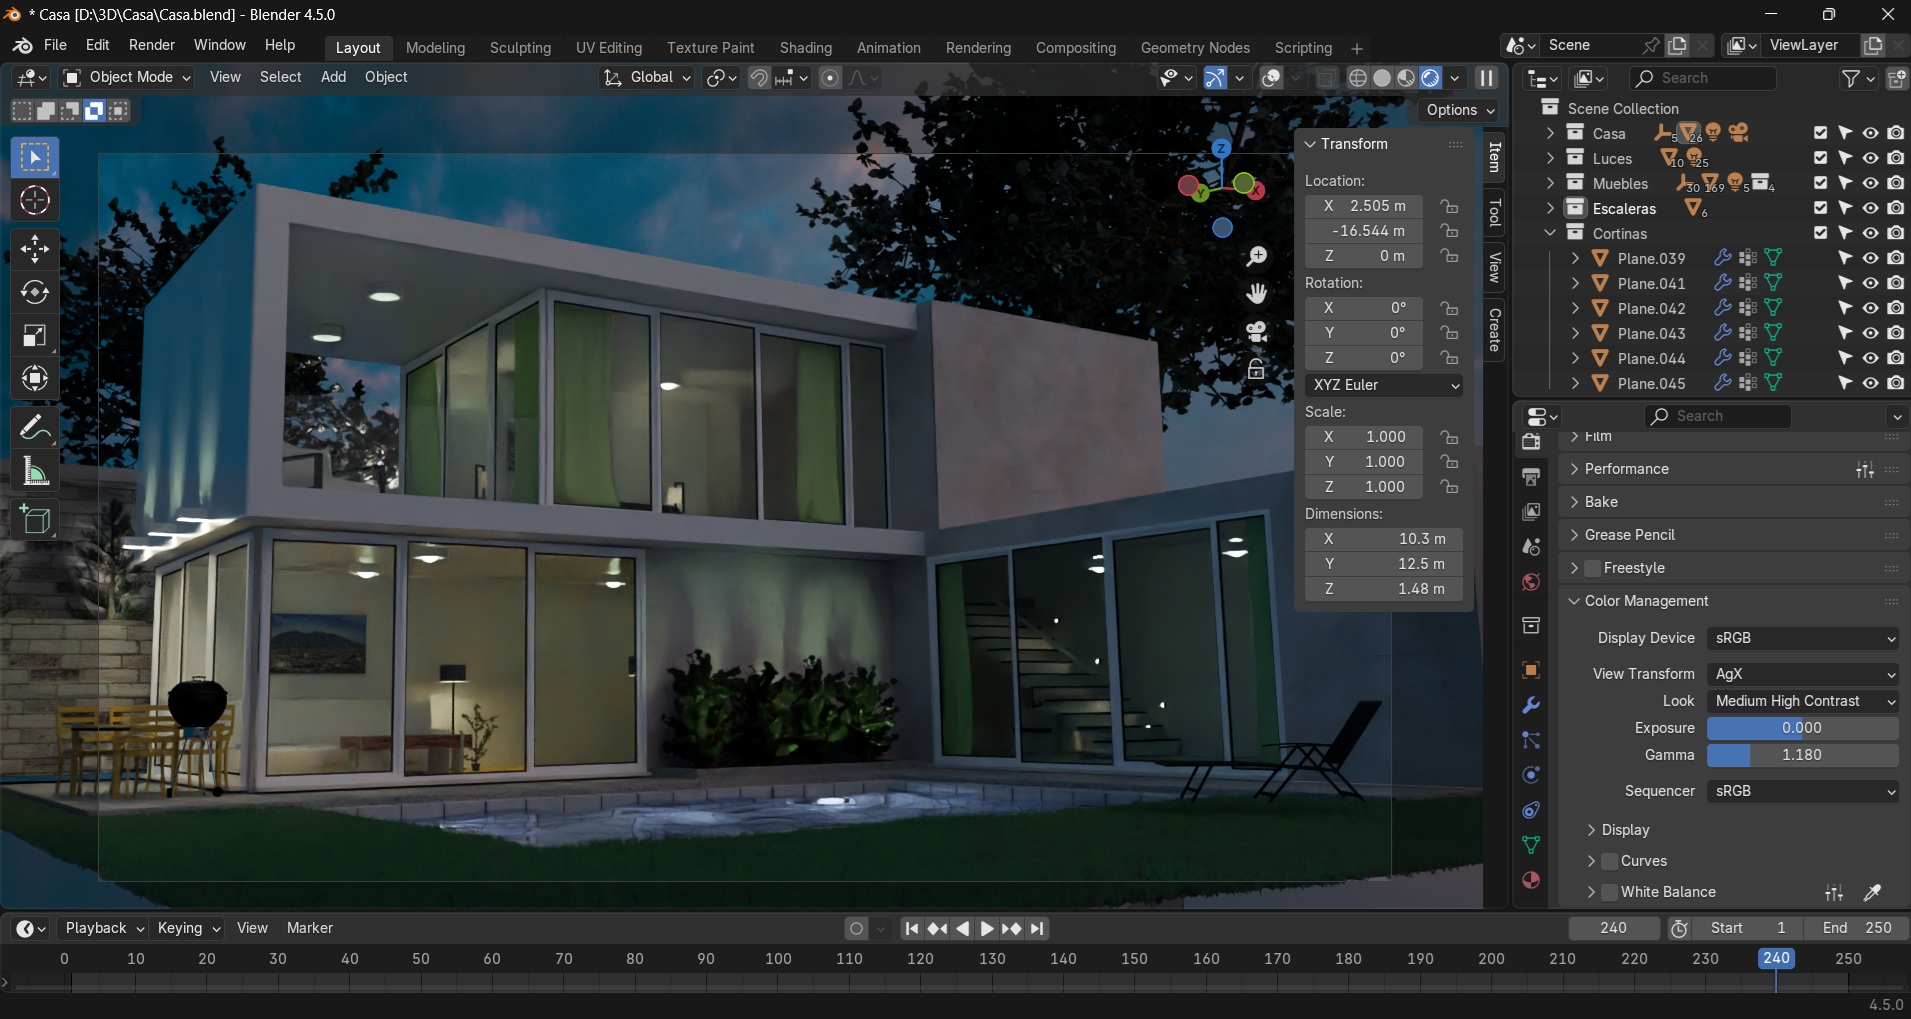 * Casa [D:\3D\Casa\Casa.blend] - Blender 4.5.0
File Edit Render Window Help Layout Modeling Sculpting UV Editing Texture Paint Shading Animation Rendering Compositing Geometry Nodes Scripting + Scene ViewLayer
Object Mode View Select Add Object Global Search
Options
Scene Collection
Casa 5 26
Luces 10 25
Muebles 30 169 5 4
Escaleras 6
Cortinas
Plane.039
Plane.041
Plane.042
Plane.043
Plane.044
Plane.045
Z
Y
X
Transform
Location:
X 2.505 m
-16.544 m
Z 0 m
Rotation:
X 0°
Y 0°
Z 0°
XYZ Euler
Scale:
X 1.000
Y 1.000
Z 1.000
Dimensions:
X 10.3 m
Y 12.5 m
Z 1.48 m
Item
Tool
View
Create
Search
Film
Performance
Bake
Grease Pencil
Freestyle
Color Management
Display Device sRGB
View Transform AgX
Look Medium High Contrast
Exposure 0.000
Gamma 1.180
Sequencer sRGB
Display
Curves
White Balance
Playback Keying View Marker 240 Start 1 End 250
0 10 20 30 40 50 60 70 80 90 100 110 120 130 140 150 160 170 180 190 200 210 220 230 240 250
4.5.0